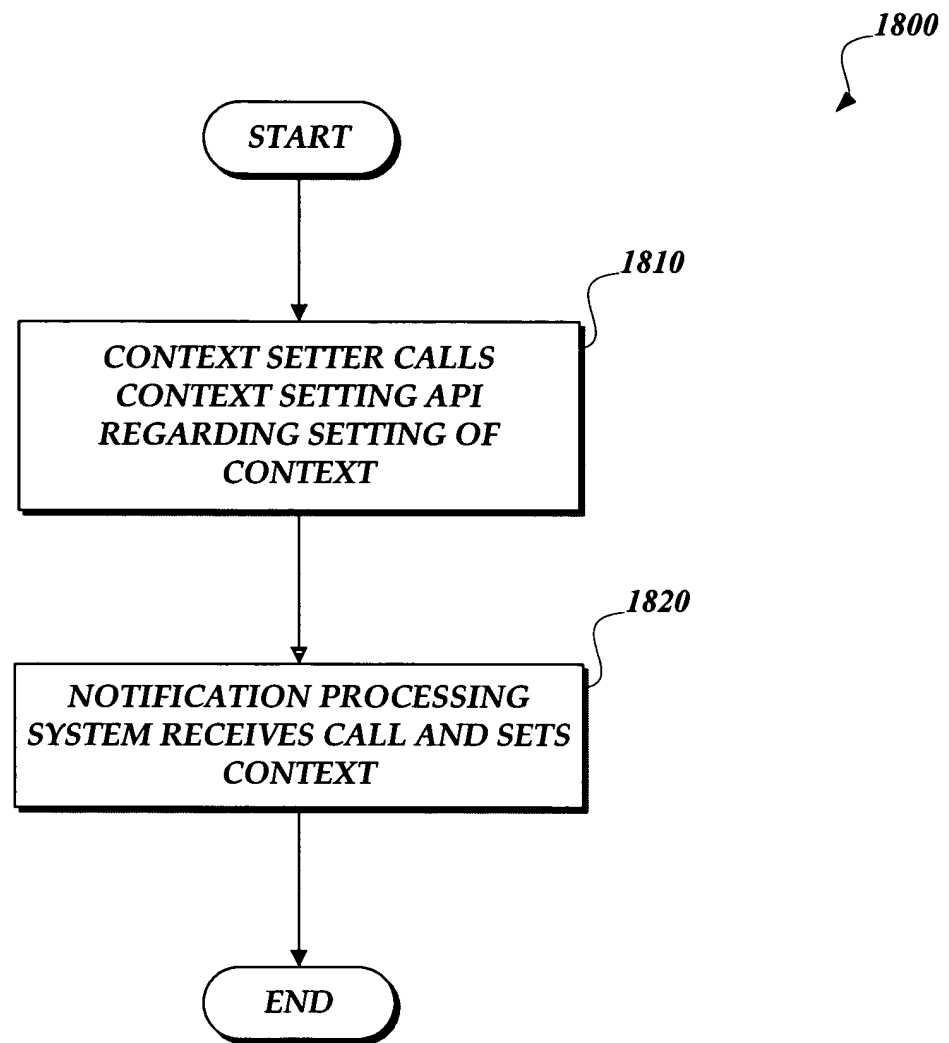 1800
START
1810
CONTEXT SETTER CALLS
CONTEXT SETTING API
REGARDING SETTING OF
CONTEXT
1820
NOTIFICATION PROCESSING
SYSTEM RECEIVES CALL AND SETS
CONTEXT
END